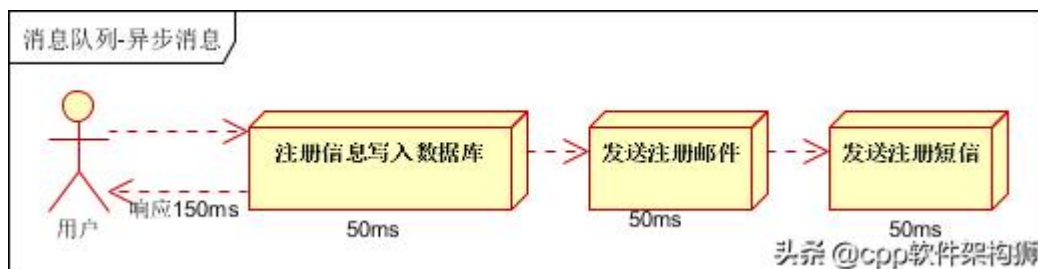 消息队列-异步消息
注册信息写入数据库
发送注册邮件
发送注册短信
响应150ms
用户
50ms
50ms
50ms
头条 @cpp软件架构狮